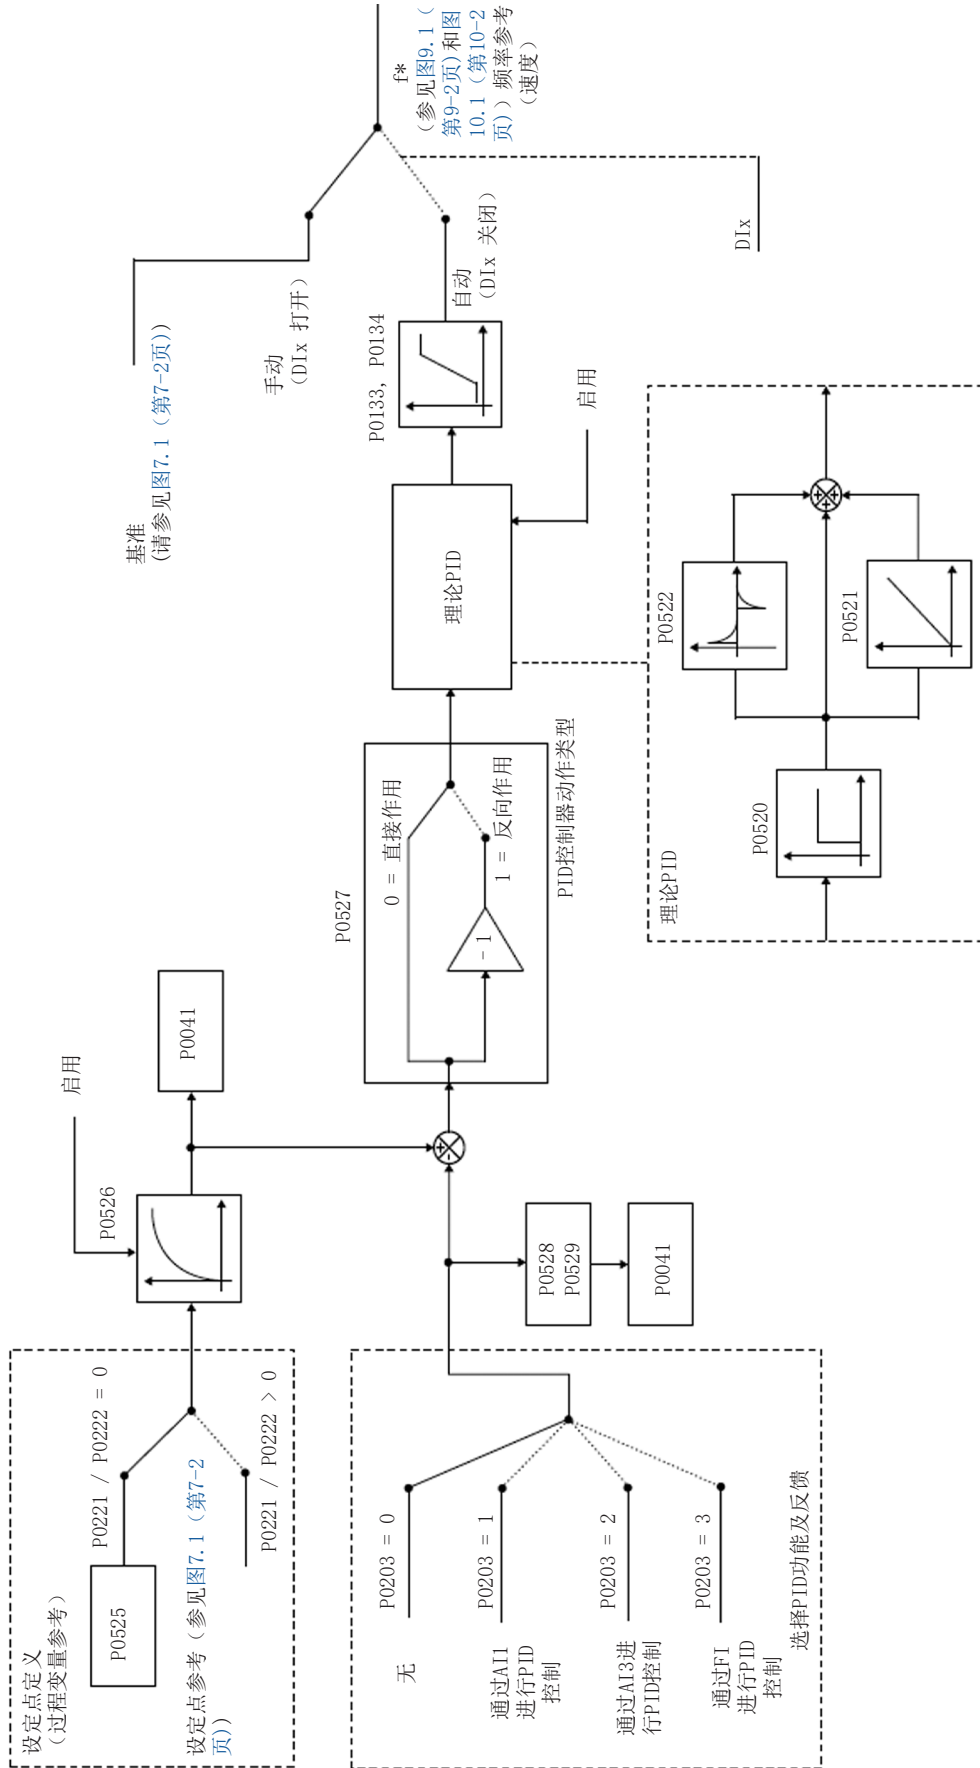 设定点定义
（过程变量参考）
P0525
P0221 / P0222 = 0
设定点参考（参见图7.1（第7-2
页））
P0221 / P0222 > 0
启用
P0526
P0041
无
P0203 = 0
通过AI1
进行PID
控制
P0203 = 1
通过AI3进
行PID控制
P0203 = 2
通过FI
进行PID
控制
P0203 = 3
选择PID功能及反馈
P0528
P0529
P0041
+
-
P0527
0 = 直接作用
-1
1 = 反向作用
PID控制器动作类型
理论PID
启用
P0133, P0134
自动
（DIx 关闭）
基准
(请参见图7.1（第7-2页))
手动
（DIx 打开）
f*
（参见图9.1（
第9-2页)和图
10.1（第10-2
页)）频率参考
（速度）
DIx
理论PID
P0520
P0522
P0521
+
+
+